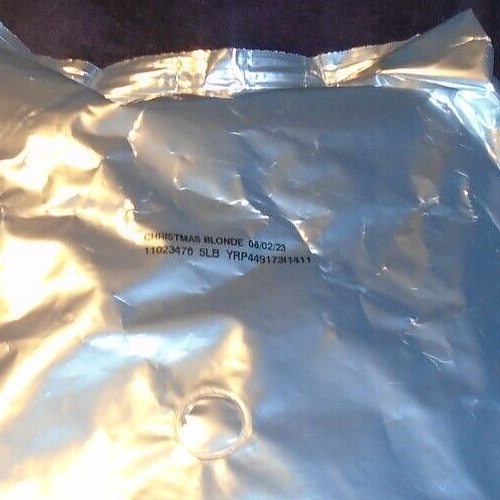 CHRISTMAS BLONDE 08/02/23
11023476 5LB YRP449173I1411